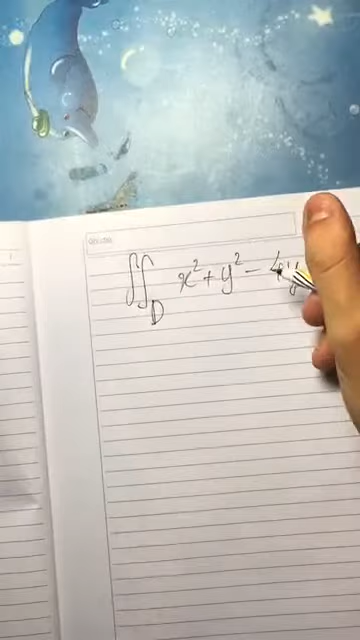 ∬_D x² + y² - 4y